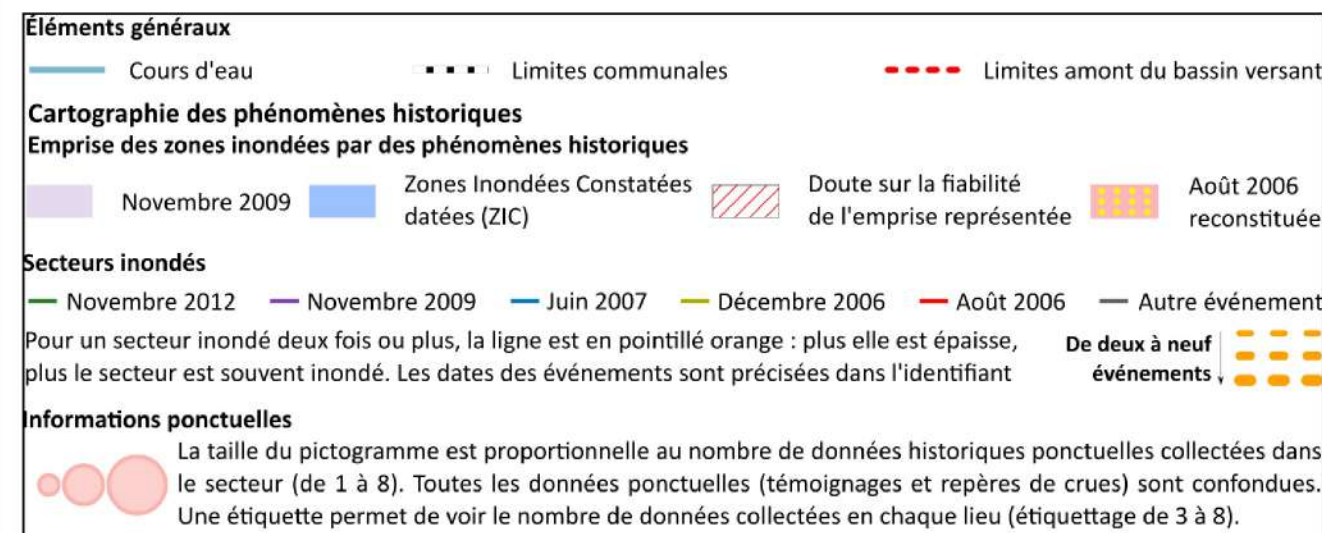 Éléments généraux
Cours d'eau Limites communales Limites amont du bassin versant
Cartographie des phénomènes historiques
Emprise des zones inondées par des phénomènes historiques
Novembre 2009 Zones Inondées Constatées datées (ZIC) Doute sur la fiabilité de l'emprise représentée Août 2006 reconstituée
Secteurs inondés
Novembre 2012 Novembre 2009 Juin 2007 Décembre 2006 Août 2006 Autre événement
Pour un secteur inondé deux fois ou plus, la ligne est en pointillé orange : plus elle est épaisse,
plus le secteur est souvent inondé. Les dates des événements sont précisées dans l'identifiant
De deux à neuf
événements
Informations ponctuelles
La taille du pictogramme est proportionnelle au nombre de données historiques ponctuelles collectées dans
le secteur (de 1 à 8). Toutes les données ponctuelles (témoignages et repères de crues) sont confondues.
Une étiquette permet de voir le nombre de données collectées en chaque lieu (étiquettage de 3 à 8).